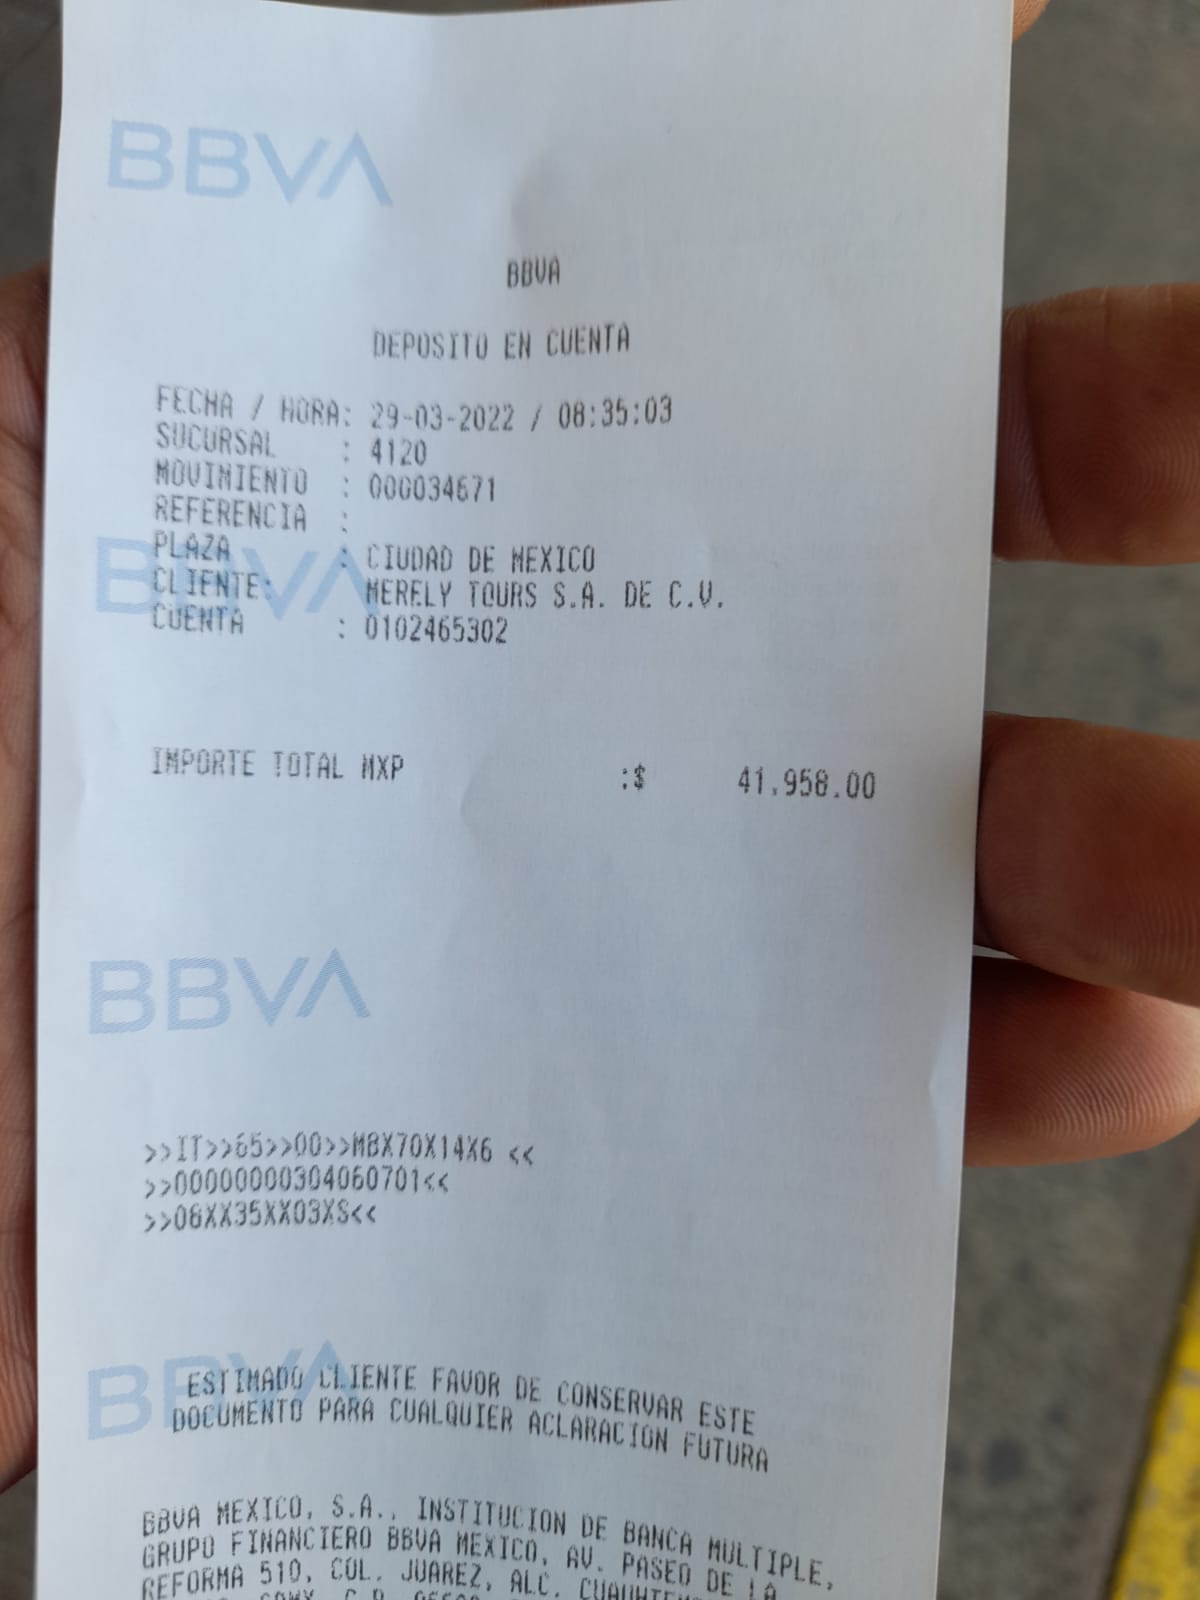 BBVA
BBVA
DEPOSITO EN CUENTA
FECHA / HORA: 29-03-2022 / 08:35:03
SUCURSAL : 4120
MOVIMIENTO : 000034671
REFERENCIA :
PLAZA : CIUDAD DE MEXICO
BBVA
CLIENTE: MERELY TOURS S.A. DE C.V.
CUENTA : 0102465302
IMPORTE TOTAL MXP :$ 41,958.00
BBVA
>>IT>>65>>00>>M8X70X14X6 <<
>>00000000304060701<<
>>08XX35XX03XS<<
BBVA
ESTIMADO CLIENTE FAVOR DE CONSERVAR ESTE
DOCUMENTO PARA CUALQUIER ACLARACION FUTURA
BBVA MEXICO, S.A., INSTITUCION DE BANCA MULTIPLE,
GRUPO FINANCIERO BBVA MEXICO, AV. PASEO DE LA
REFORMA 510, COL. JUAREZ, ALC.